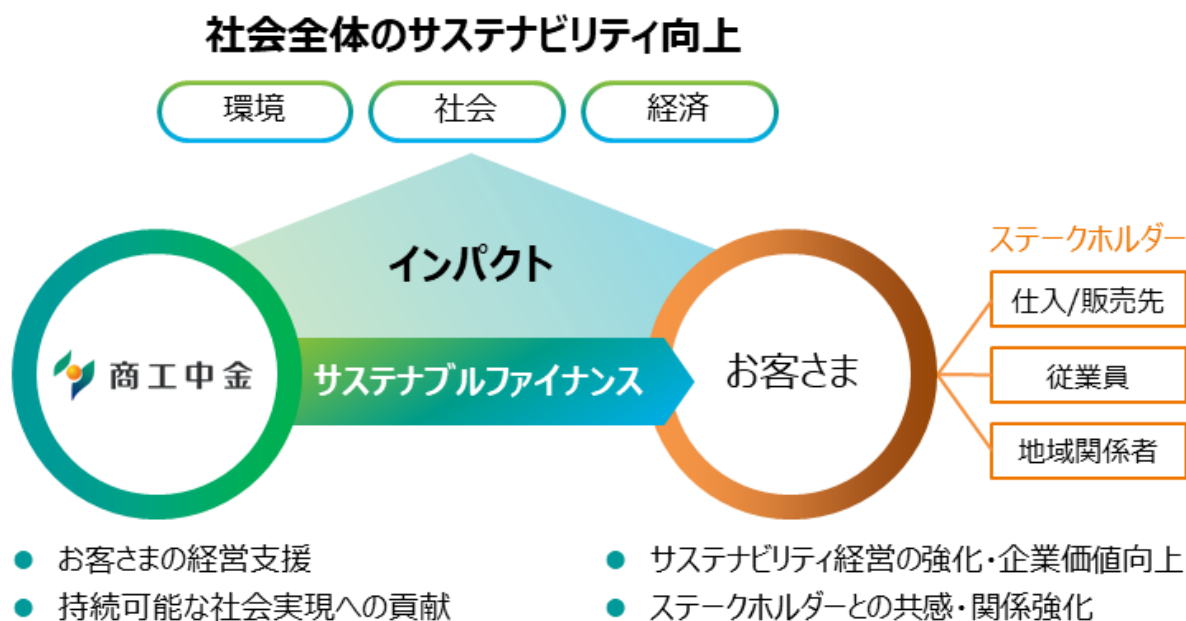 社会全体のサステナビリティ向上
環境
社会
経済
インパクト
商工中金
サステナブルファイナンス
お客さま
ステークホルダー
仕入/販売先
従業員
地域関係者
● お客さまの経営支援
● 持続可能な社会実現への貢献
● サステナビリティ経営の強化・企業価値向上
● ステークホルダーとの共感・関係強化